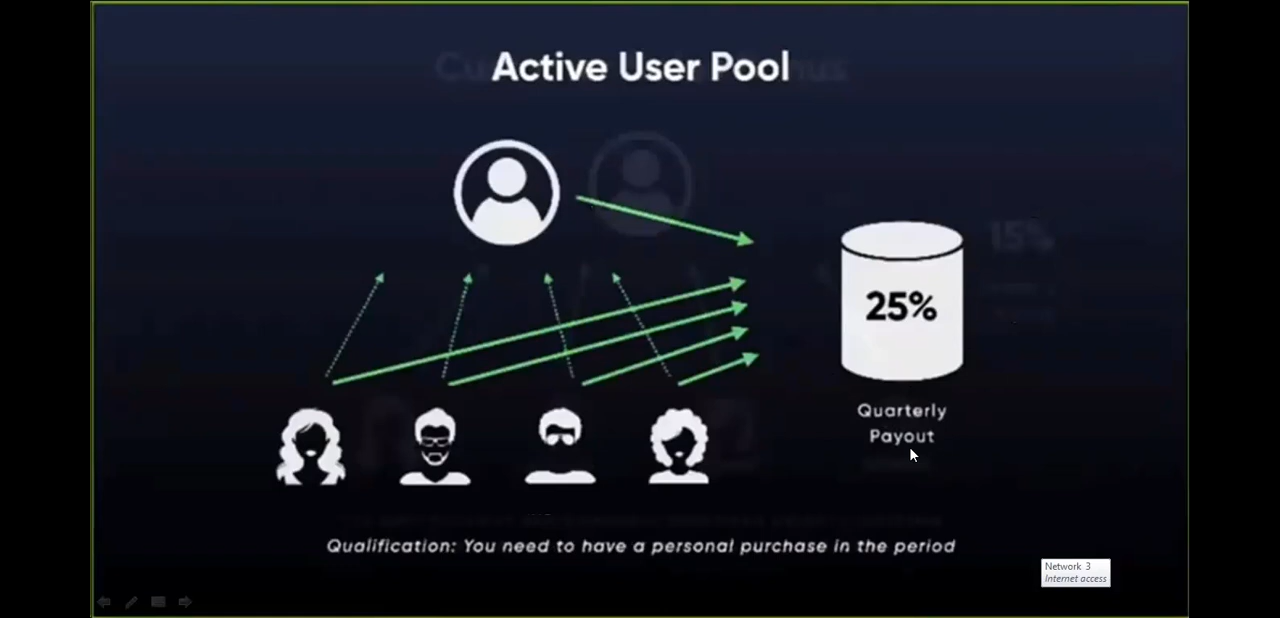 Active User Pool
15%
25%
Quarterly
Payout
Qualification: You need to have a personal purchase in the period
Network 3
Internet access